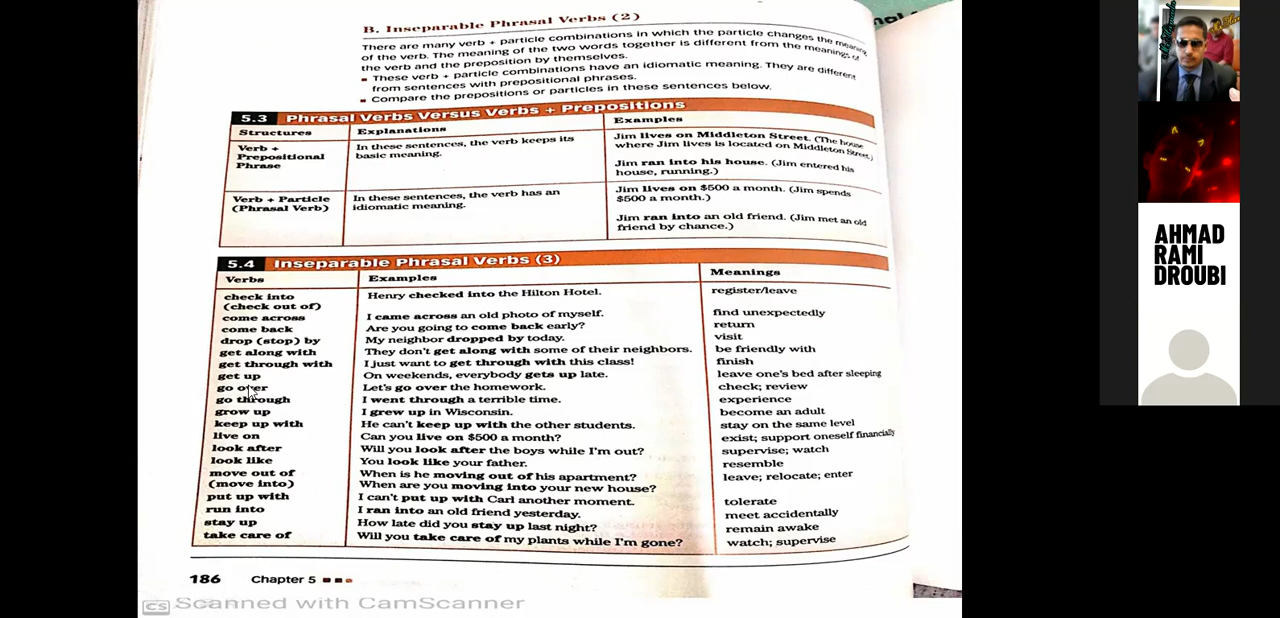 B. Inseparable Phrasal Verbs (2)
There are many verb + particle combinations in which the particle changes the meaning
of the verb. The meaning of the two words together is different from the meanings of
the verb and the preposition by themselves.
These verb + particle combinations have an idiomatic meaning. They are different
from sentences with prepositional phrases.
Compare the prepositions or particles in these sentences below.
5.3 Phrasal Verbs Versus Verbs + Prepositions
Structures Explanations Examples
Verb + Prepositional Phrase
In these sentences, the verb keeps its
basic meaning.
Jim lives on Middleton Street. (The house
where Jim lives is located on Middleton Street.)
Jim ran into his house. (Jim entered his
house, running.)
Verb + Particle
(Phrasal Verb)
In these sentences, the verb has an
idiomatic meaning.
Jim lives on $500 a month. (Jim spends
$500 a month.)
Jim ran into an old friend. (Jim met an old
friend by chance.)
5.4 Inseparable Phrasal Verbs (3)
Verbs Examples Meanings
check into Henry checked into the Hilton Hotel. register/leave
(check out of)
come across I came across an old photo of myself. find unexpectedly
come back Are you going to come back early? return
drop (stop) by My neighbor dropped by today. visit
get along with They don't get along with some of their neighbors. be friendly with
get through with I just want to get through with this class! finish
get up On weekends, everybody gets up late. leave one's bed after sleeping
go over Let's go over the homework. check; review
go through I went through a terrible time. experience
grow up I grew up in Wisconsin. become an adult
keep up with He can't keep up with the other students. stay on the same level
live on Can you live on $500 a month? exist; support oneself financially
look after Will you look after the boys while I'm out? supervise; watch
look like You look like your father. resemble
move out of When is he moving out of his apartment? leave; relocate; enter
(move into) When are you moving into your new house?
put up with I can't put up with Carl another moment. tolerate
run into I ran into an old friend yesterday. meet accidentally
stay up How late did you stay up last night? remain awake
take care of Will you take care of my plants while I'm gone? watch; supervise
186 Chapter 5
CS Scanned with CamScanner
AHMAD
RAMI
DROUBI